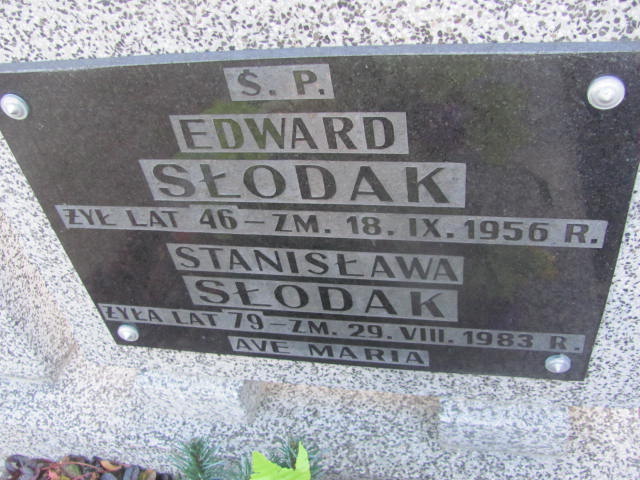 Ś. P.
EDWARD
SŁODAK
ŻYŁ LAT 46 – ZM. 18. IX. 1956 R.
STANISŁAWA
SŁODAK
ŻYŁA LAT 79 – ZM. 29. VIII. 1983 R.
AVE MARIA